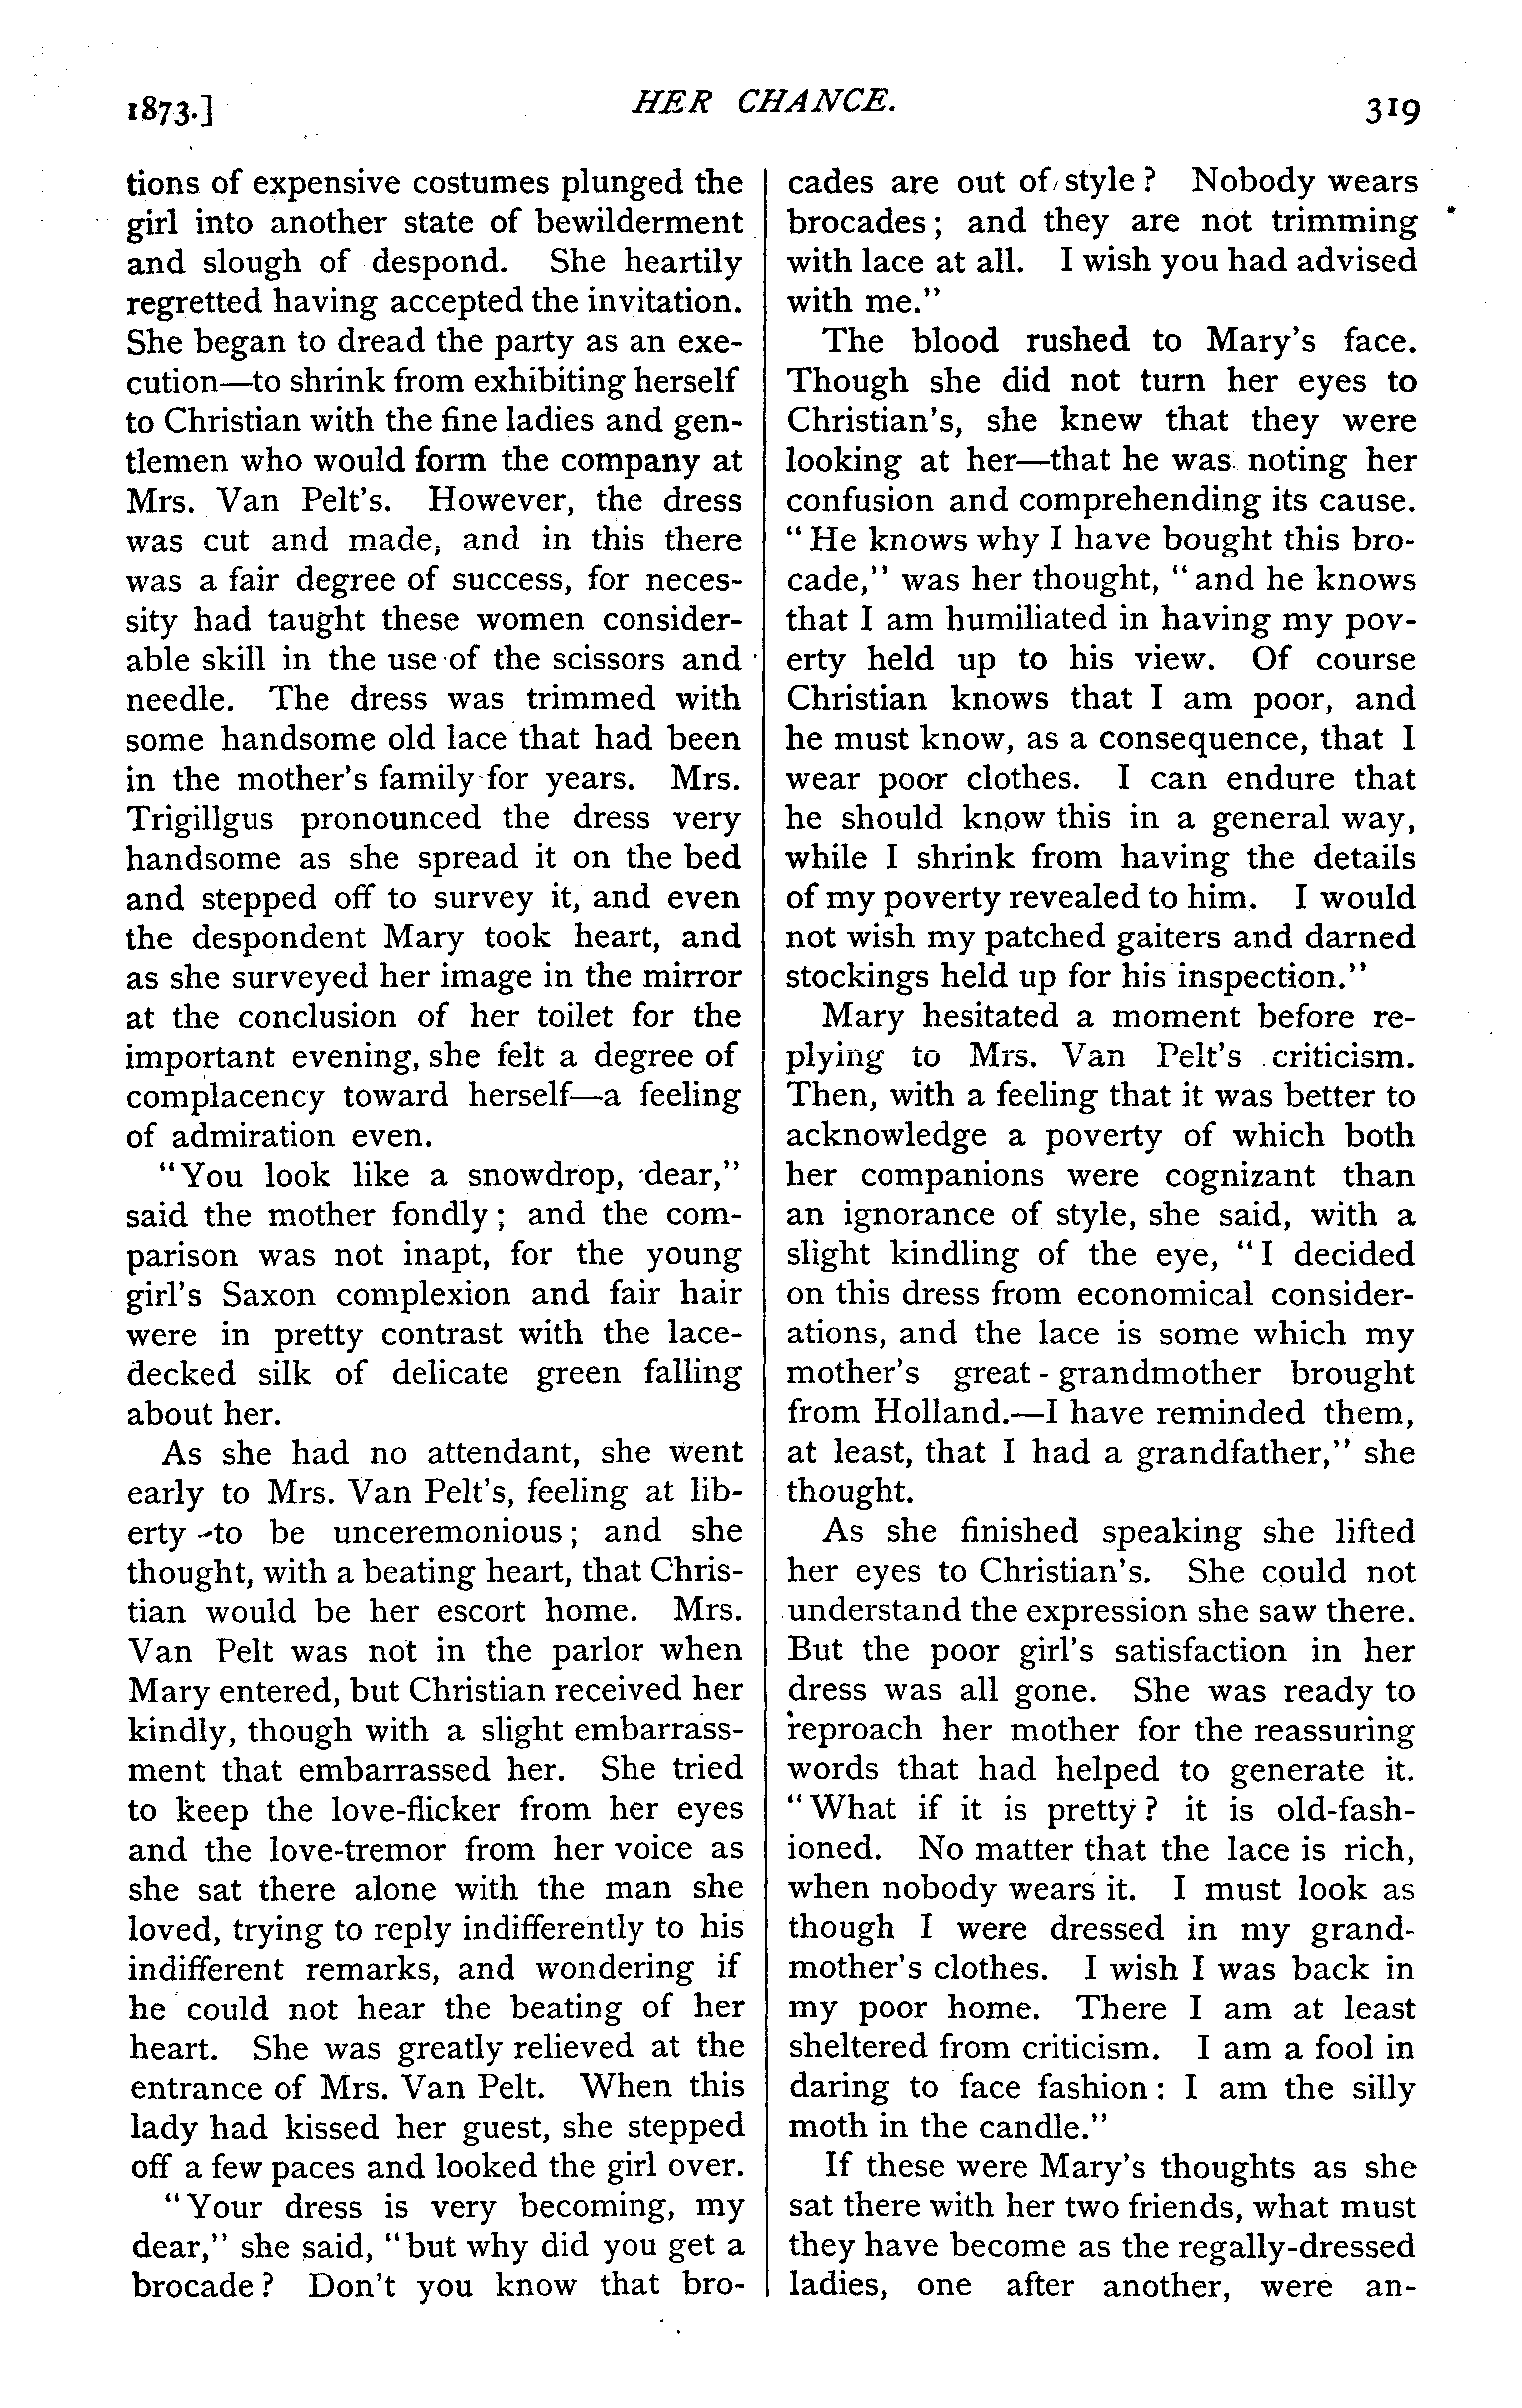 1873.]
HER CHANCE.
319
tions of expensive costumes plunged the
girl into another state of bewilderment
and slough of despond. She heartily
regretted having accepted the invitation.
She began to dread the party as an exe-
cution—to shrink from exhibiting herself
to Christian with the fine ladies and gen-
tlemen who would form the company at
Mrs. Van Pelt's. However, the dress
was cut and made, and in this there
was a fair degree of success, for neces-
sity had taught these women consider-
able skill in the use of the scissors and
needle. The dress was trimmed with
some handsome old lace that had been
in the mother's family for years. Mrs.
Trigillgus pronounced the dress very
handsome as she spread it on the bed
and stepped off to survey it, and even
the despondent Mary took heart, and
as she surveyed her image in the mirror
at the conclusion of her toilet for the
important evening, she felt a degree of
complacency toward herself—a feeling
of admiration even.
"You look like a snowdrop, dear,"
said the mother fondly; and the com-
parison was not inapt, for the young
girl's Saxon complexion and fair hair
were in pretty contrast with the lace-
decked silk of delicate green falling
about her.
As she had no attendant, she went
early to Mrs. Van Pelt's, feeling at lib-
erty to be unceremonious; and she
thought, with a beating heart, that Chris-
tian would be her escort home. Mrs.
Van Pelt was not in the parlor when
Mary entered, but Christian received her
kindly, though with a slight embarrass-
ment that embarrassed her. She tried
to keep the love-flicker from her eyes
and the love-tremor from her voice as
she sat there alone with the man she
loved, trying to reply indifferently to his
indifferent remarks, and wondering if
he could not hear the beating of her
heart. She was greatly relieved at the
entrance of Mrs. Van Pelt. When this
lady had kissed her guest, she stepped
off a few paces and looked the girl over.
"Your dress is very becoming, my
dear," she said, "but why did you get a
brocade? Don't you know that bro-
cades are out of style? Nobody wears
brocades; and they are not trimming
with lace at all. I wish you had advised
with me."
The blood rushed to Mary's face.
Though she did not turn her eyes to
Christian's, she knew that they were
looking at her—that he was noting her
confusion and comprehending its cause.
"He knows why I have bought this bro-
cade," was her thought, "and he knows
that I am humiliated in having my pov-
erty held up to his view. Of course
Christian knows that I am poor, and
he must know, as a consequence, that I
wear poor clothes. I can endure that
he should know this in a general way,
while I shrink from having the details
of my poverty revealed to him. I would
not wish my patched gaiters and darned
stockings held up for his inspection."
Mary hesitated a moment before re-
plying to Mrs. Van Pelt's criticism.
Then, with a feeling that it was better to
acknowledge a poverty of which both
her companions were cognizant than
an ignorance of style, she said, with a
slight kindling of the eye, "I decided
on this dress from economical consider-
ations, and the lace is some which my
mother's great-grandmother brought
from Holland.—I have reminded them,
at least, that I had a grandfather," she
thought.
As she finished speaking she lifted
her eyes to Christian's. She could not
understand the expression she saw there.
But the poor girl's satisfaction in her
dress was all gone. She was ready to
reproach her mother for the reassuring
words that had helped to generate it.
"What if it is pretty? it is old-fash-
ioned. No matter that the lace is rich,
when nobody wears it. I must look as
though I were dressed in my grand-
mother's clothes. I wish I was back in
my poor home. There I am at least
sheltered from criticism. I am a fool in
daring to face fashion: I am the silly
moth in the candle."
If these were Mary's thoughts as she
sat there with her two friends, what must
they have become as the regally-dressed
ladies, one after another, were an-